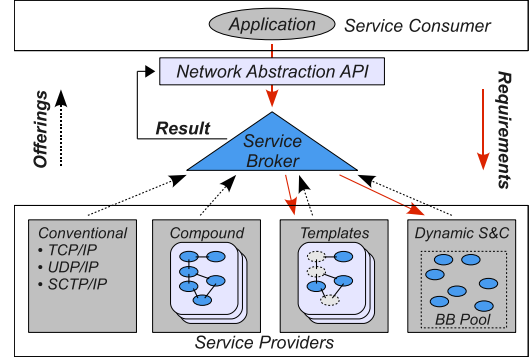 Application
Service Consumer
Network Abstraction API
Offerings
Result
Requirements
Service
Broker
Conventional
• TCP/IP
• UDP/IP
• SCTP/IP
Compound
Templates
Dynamic S&C
BB Pool
Service Providers